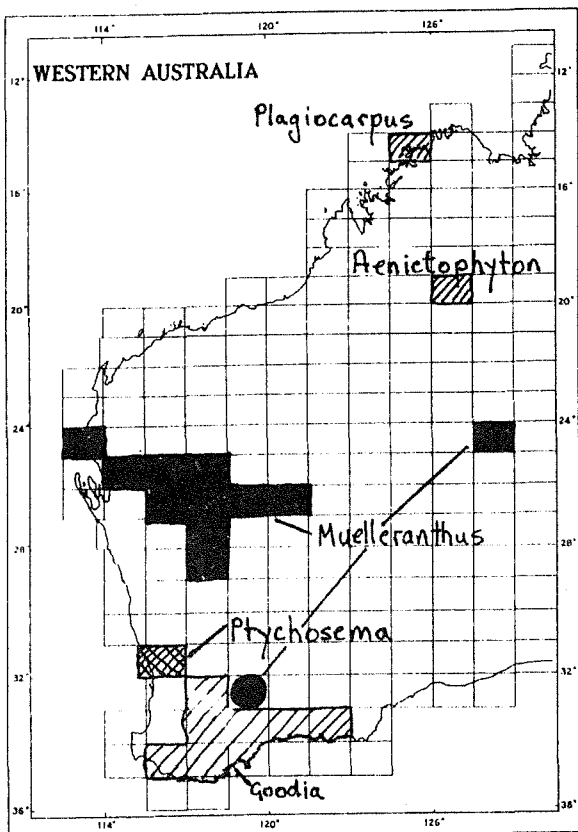 114° 120° 126°
WESTERN AUSTRALIA
12° 12°
Plagiocarpus
16° 16°
Aenictophyton
20° 20°
24° 24°
Muelleranthus
28° 28°
Ptychosema
32° 32°
Goodia
36° 114° 120° 126° 38°